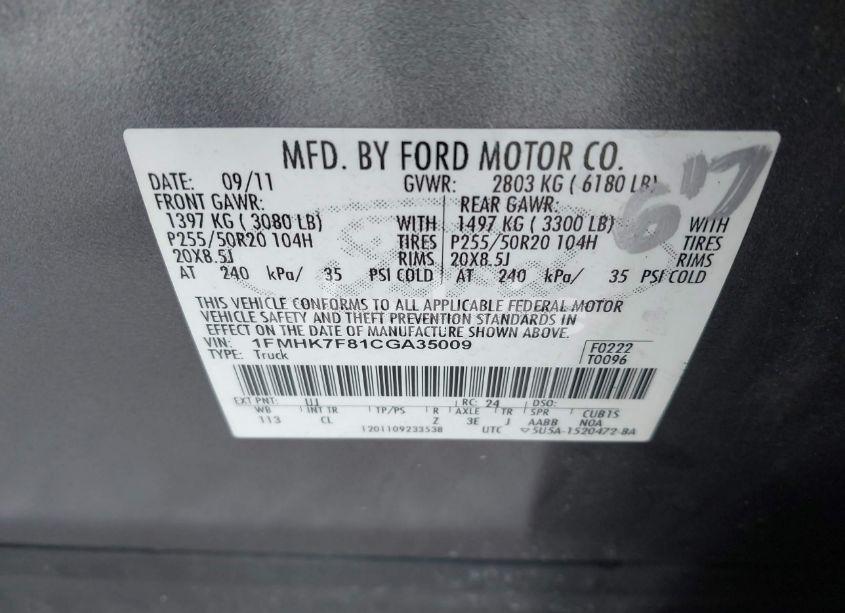 MFD. BY FORD MOTOR CO.
DATE: 09/11 GVWR: 2803 KG ( 6180 LB)
FRONT GAWR: REAR GAWR:
1397 KG ( 3080 LB) WITH 1497 KG ( 3300 LB) WITH
P255/50R20 104H TIRES P255/50R20 104H TIRES
20X8.5J RIMS 20X8.5J RIMS
AT 240 kPa/ 35 PSI COLD AT 240 kPa/ 35 PSI COLD
THIS VEHICLE CONFORMS TO ALL APPLICABLE FEDERAL MOTOR
VEHICLE SAFETY AND THEFT PREVENTION STANDARDS IN
EFFECT ON THE DATE OF MANUFACTURE SHOWN ABOVE.
VIN: 1FMHK7F81CGA35009 F0222
TYPE: Truck T0096
EXT PNT: UJ RC: 24 DSO:
WB INT TR TP/PS R AXLE TR SPR CUB1S
113 CL Z 3E J AABB N0A
1201109233538 UTC 5U5A-1520472-BA